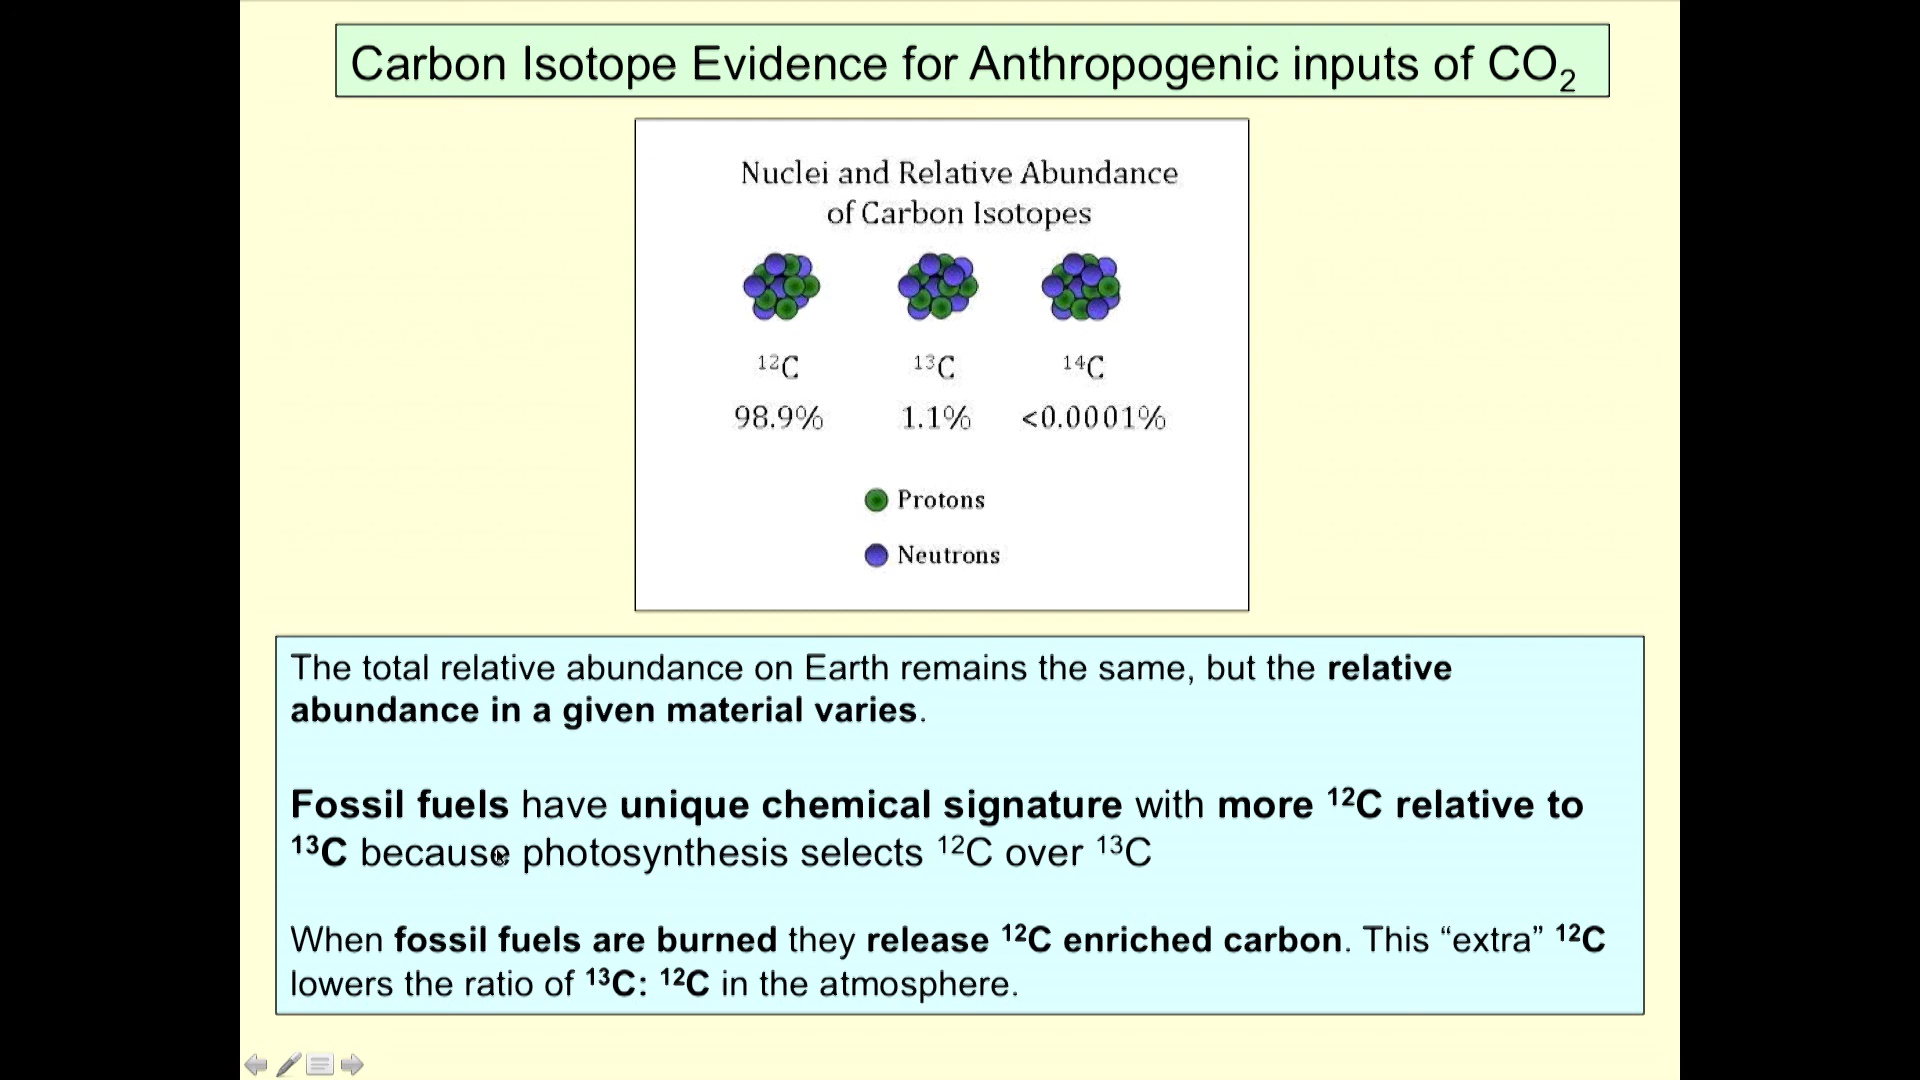 Carbon Isotope Evidence for Anthropogenic inputs of CO₂
Nuclei and Relative Abundance
of Carbon Isotopes
¹²C ¹³C ¹⁴C
98.9% 1.1% <0.0001%
Protons
Neutrons
The total relative abundance on Earth remains the same, but the relative
abundance in a given material varies.
Fossil fuels have unique chemical signature with more ¹²C relative to
¹³C because photosynthesis selects ¹²C over ¹³C
When fossil fuels are burned they release ¹²C enriched carbon. This “extra” ¹²C
lowers the ratio of ¹³C: ¹²C in the atmosphere.